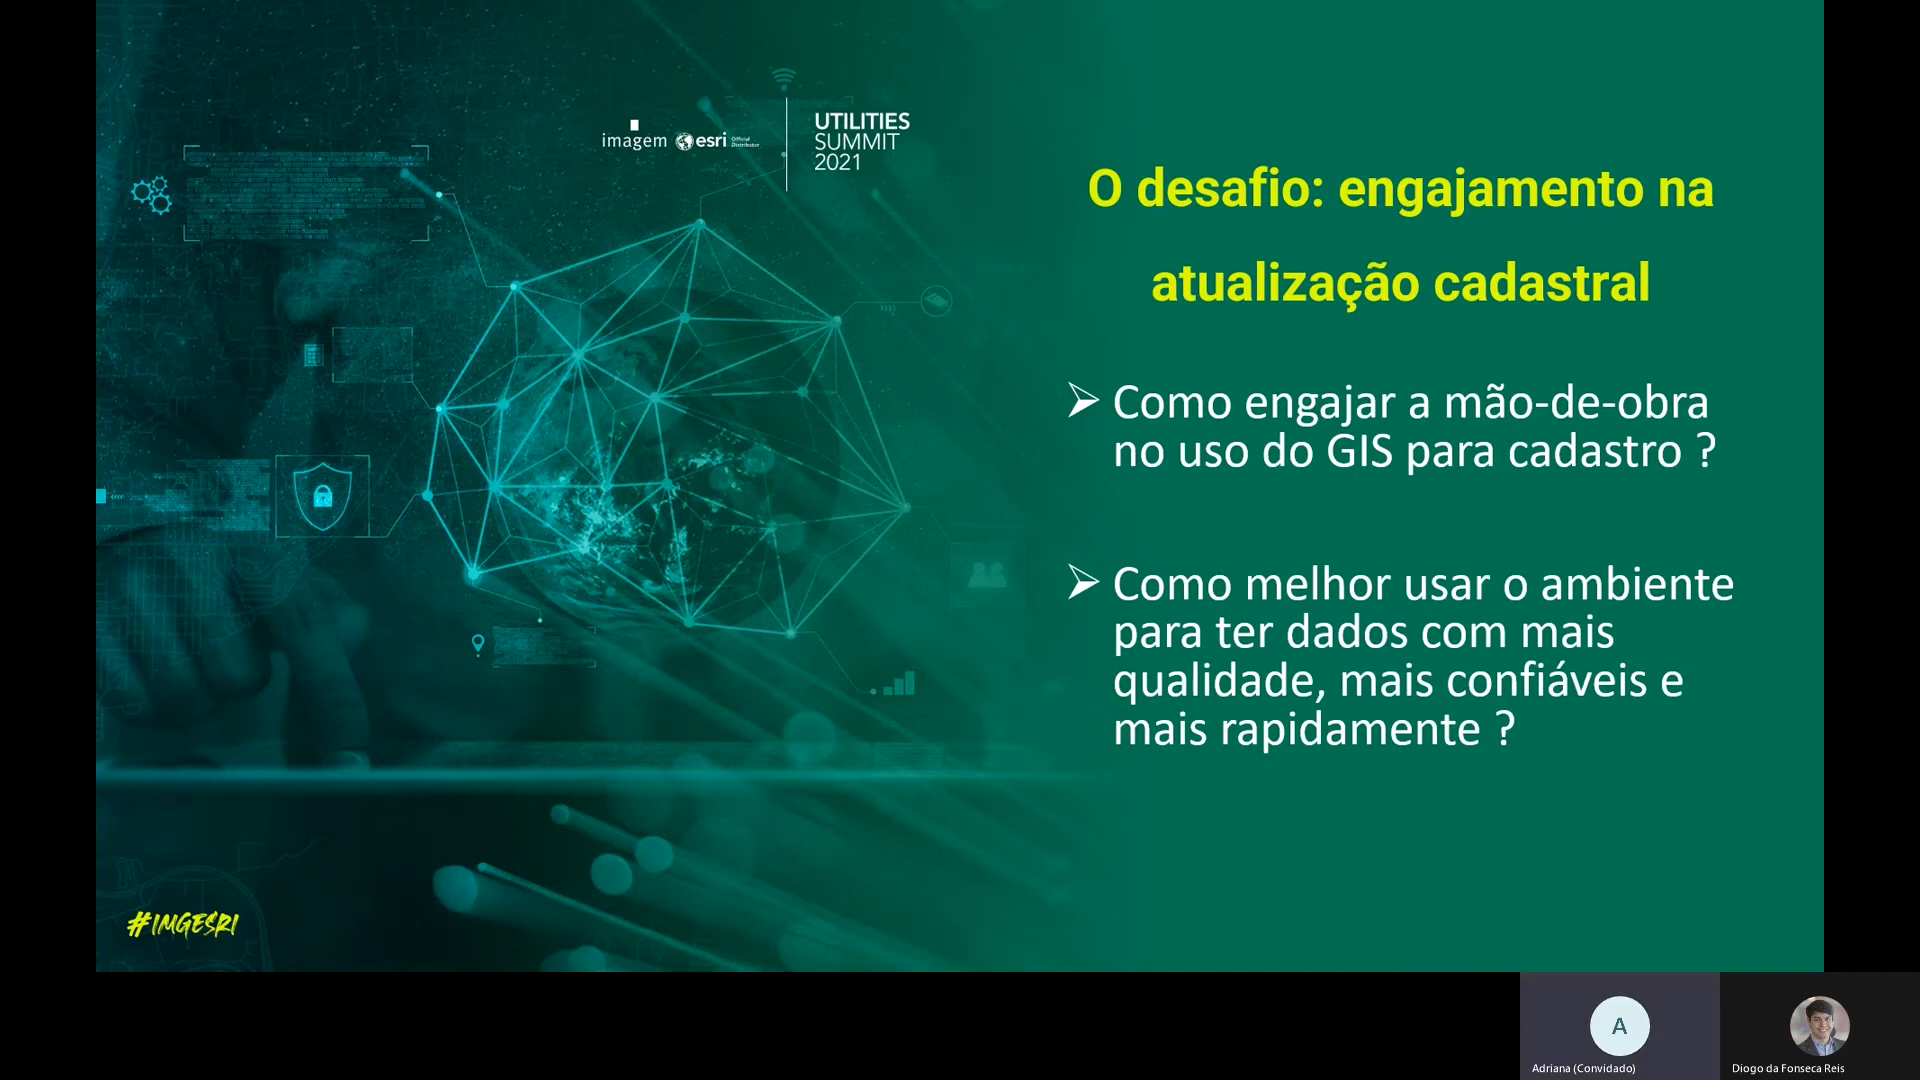 imagem
esri
Official
Distributor
UTILITIES
SUMMIT
2021
O desafio: engajamento na
atualização cadastral
➢ Como engajar a mão-de-obra
no uso do GIS para cadastro ?
➢ Como melhor usar o ambiente
para ter dados com mais
qualidade, mais confiáveis e
mais rapidamente ?
#IMGESRI
A
Adriana (Convidado)
Diogo da Fonseca Reis